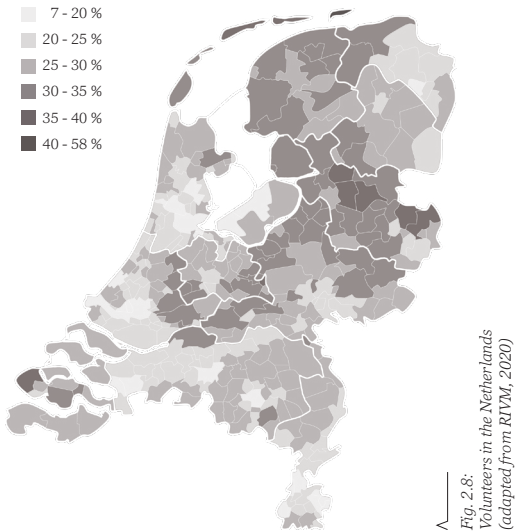 7 - 20 %
20 - 25 %
25 - 30 %
30 - 35 %
35 - 40 %
40 - 58 %
Fig. 2.8:
Volunteers in the Netherlands
(adapted from RIVM, 2020)